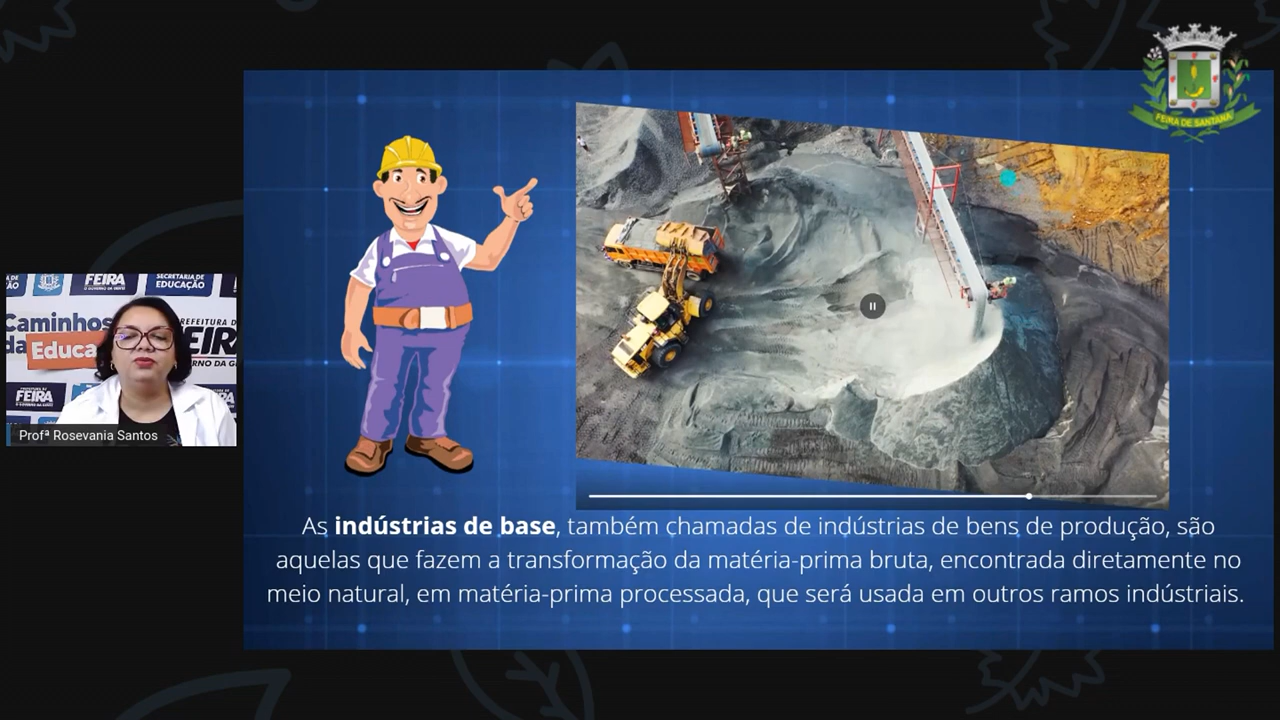 FEIRA DE SANTANA
FEIRA
SECRETARIA DE
EDUCAÇÃO
Caminhos
da Educa
PREFEITURA D
FEIRA
FEIRA
Profª Rosevania Santos
As indústrias de base, também chamadas de indústrias de bens de produção, são
aquelas que fazem a transformação da matéria-prima bruta, encontrada diretamente no
meio natural, em matéria-prima processada, que será usada em outros ramos indústriais.